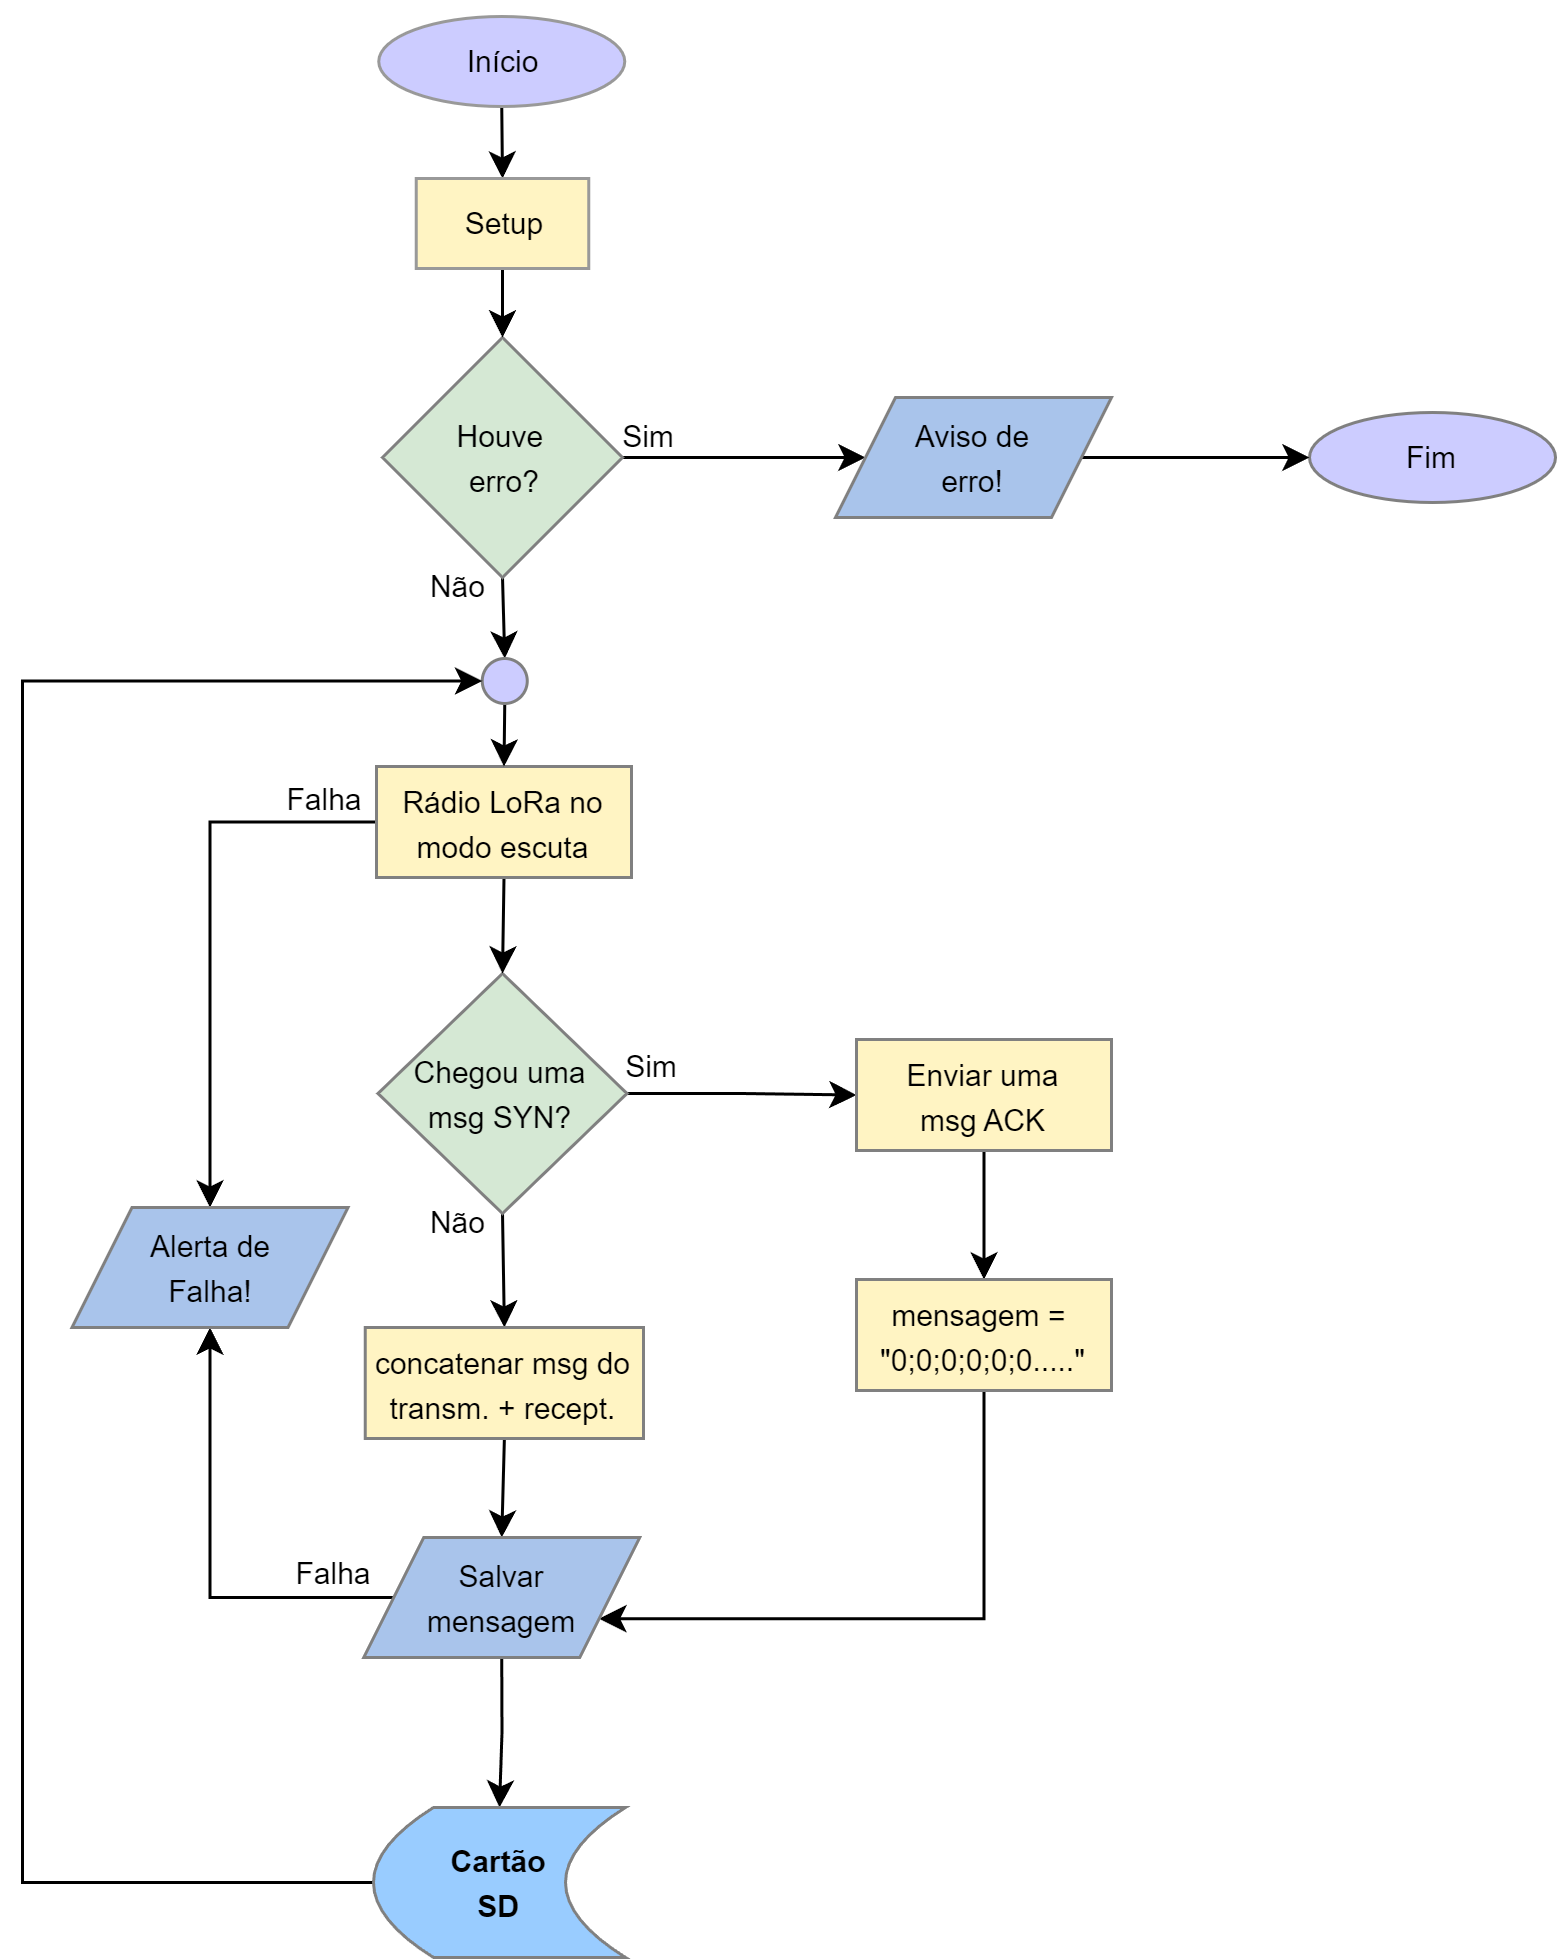 Início
Setup
Houve
erro?
Sim
Aviso de
erro!
Fim
Não
Falha
Rádio LoRa no
modo escuta
Chegou uma
msg SYN?
Sim
Enviar uma
msg ACK
Não
Alerta de
Falha!
mensagem =
"0;0;0;0;0;0....."
concatenar msg do
transm. + recept.
Falha
Salvar
mensagem
Cartão
SD